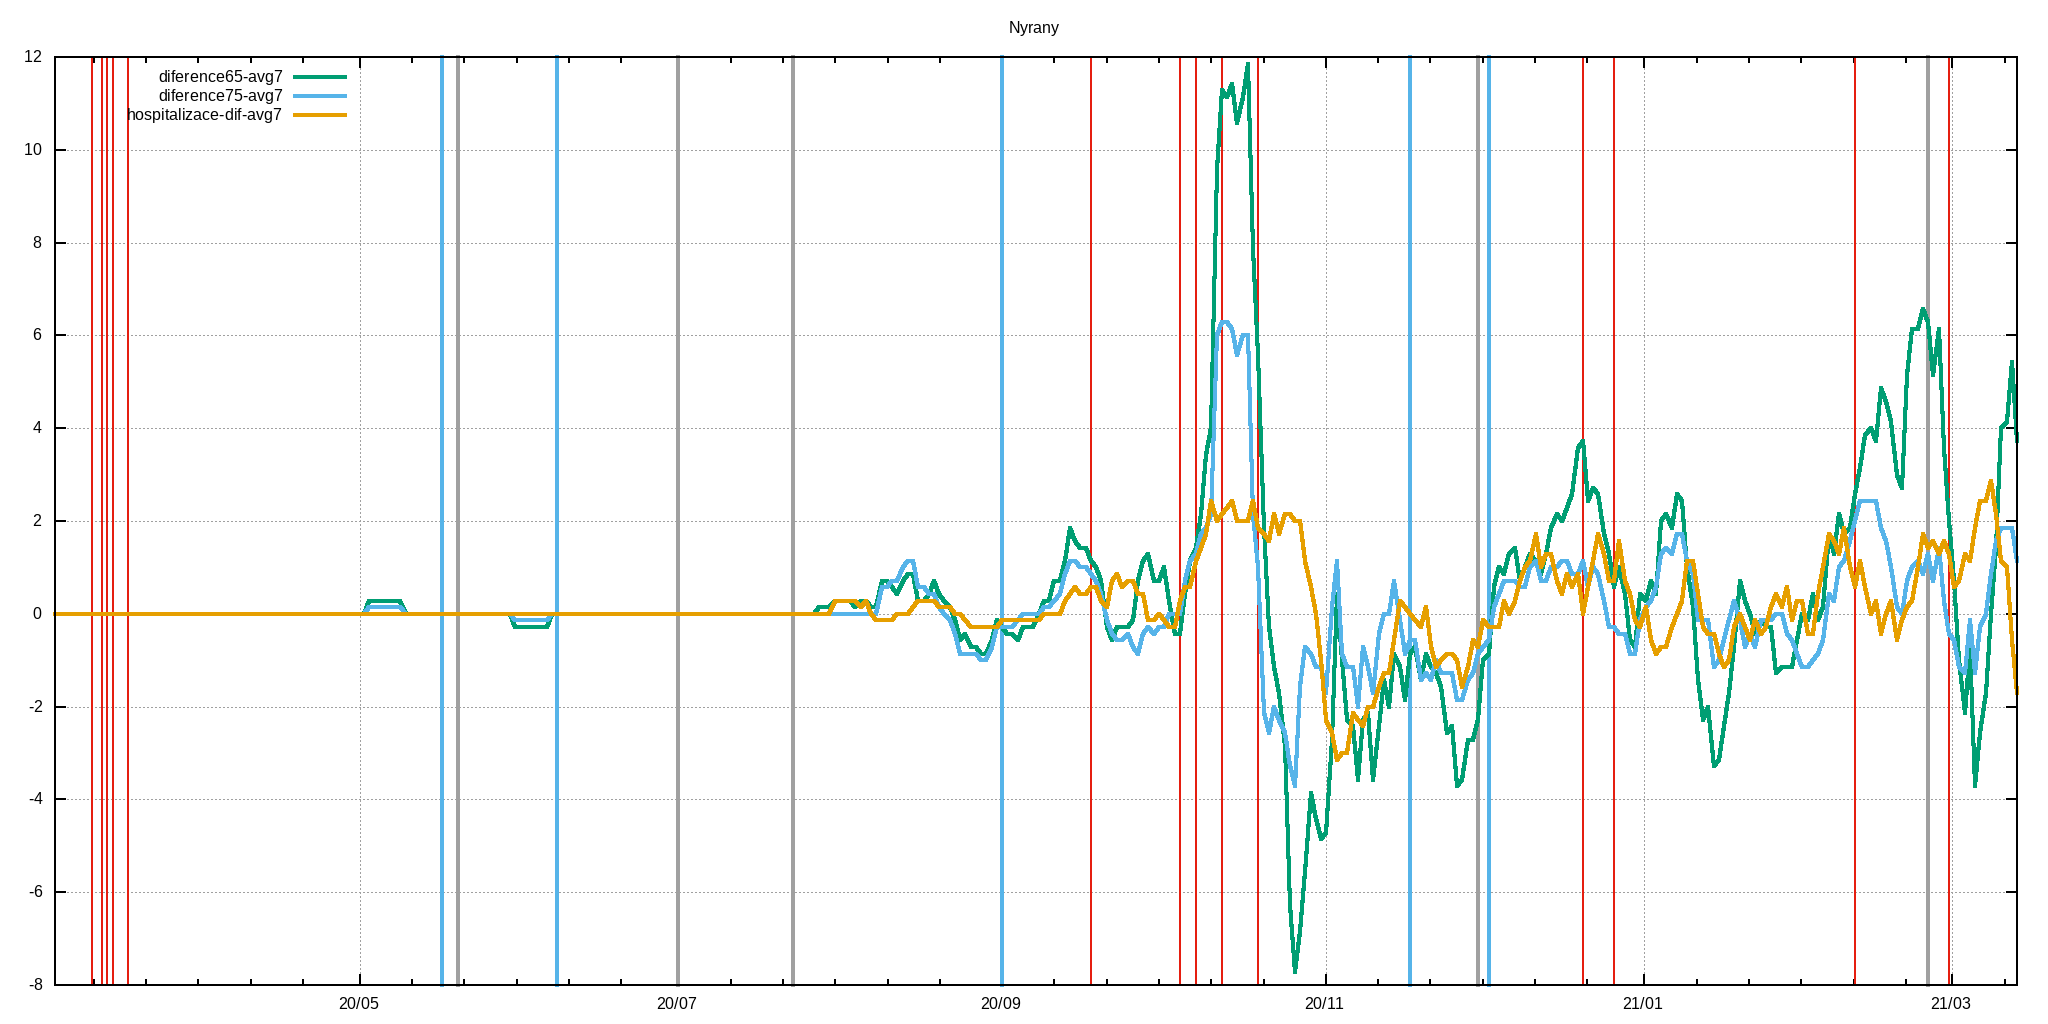 Nyrany
12
diference65-avg7
diference75-avg7
hospitalizace-dif-avg7
10
8
6
4
2
0
-2
-4
-6
-8
20/05 20/07 20/09 20/11 21/01 21/03